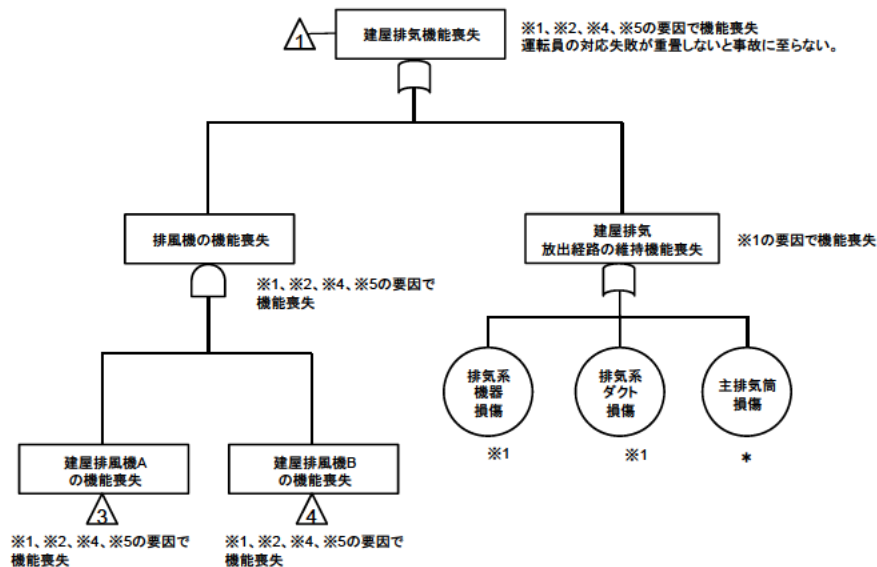 1
建屋排気機能喪失
※1、※2、※4、※5の要因で機能喪失
運転員の対応失敗が重畳しないと事故に至らない。
排風機の機能喪失
※1、※2、※4、※5の要因で
機能喪失
建屋排気
放出経路の維持機能喪失
※1の要因で機能喪失
排気系
機器
損傷
※1
排気系
ダクト
損傷
※1
主排気筒
損傷
*
建屋排風機A
の機能喪失
3
※1、※2、※4、※5の要因で
機能喪失
建屋排風機B
の機能喪失
4
※1、※2、※4、※5の要因で
機能喪失